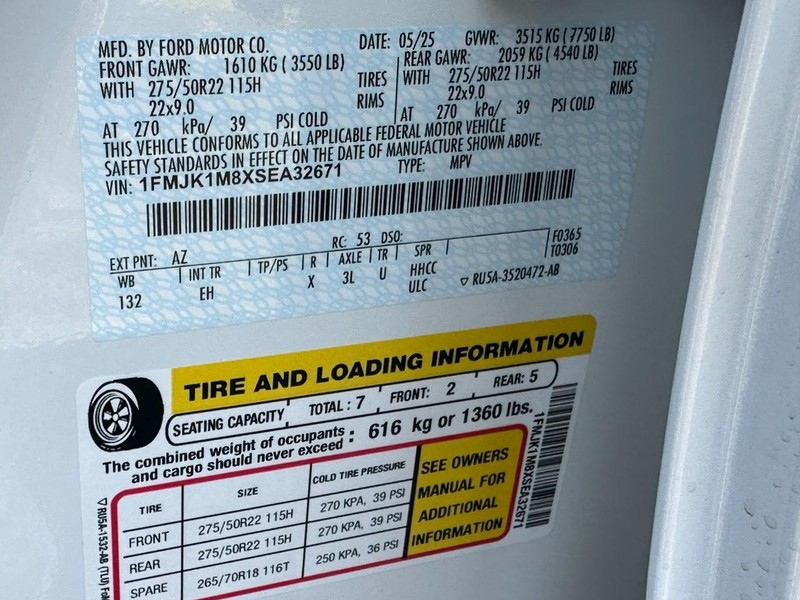 MFD. BY FORD MOTOR CO. DATE: 05/25 GVWR: 3515 KG ( 7750 LB)
FRONT GAWR: 1610 KG ( 3550 LB) REAR GAWR: 2059 KG ( 4540 LB)
WITH 275/50R22 115H TIRES WITH 275/50R22 115H TIRES
22x9.0 RIMS 22x9.0 RIMS
AT 270 kPa/ 39 PSI COLD AT 270 kPa/ 39 PSI COLD
THIS VEHICLE CONFORMS TO ALL APPLICABLE FEDERAL MOTOR VEHICLE
SAFETY STANDARDS IN EFFECT ON THE DATE OF MANUFACTURE SHOWN ABOVE.
VIN: 1FMJK1M8XSEA32671 TYPE: MPV
EXT PNT: AZ RC: 53 DSO: F0365
WB INT TR TP/PS R AXLE TR SPR T0306
132 EH X 3L U HHCC
ULC ▽ RU5A-3520472-AB
TIRE AND LOADING INFORMATION
SEATING CAPACITY TOTAL : 7 FRONT: 2 REAR: 5
The combined weight of occupants : 616 kg or 1360 lbs.
and cargo should never exceed
TIRE SIZE COLD TIRE PRESSURE
FRONT 275/50R22 115H 270 KPA, 39 PSI
REAR 275/50R22 115H 270 KPA, 39 PSI
SPARE 265/70R18 116T 250 KPA, 36 PSI
SEE OWNERS
MANUAL FOR
ADDITIONAL
INFORMATION
1FMJK1M8XSEA32671
▽ RU5A-1532-AB (TLU)